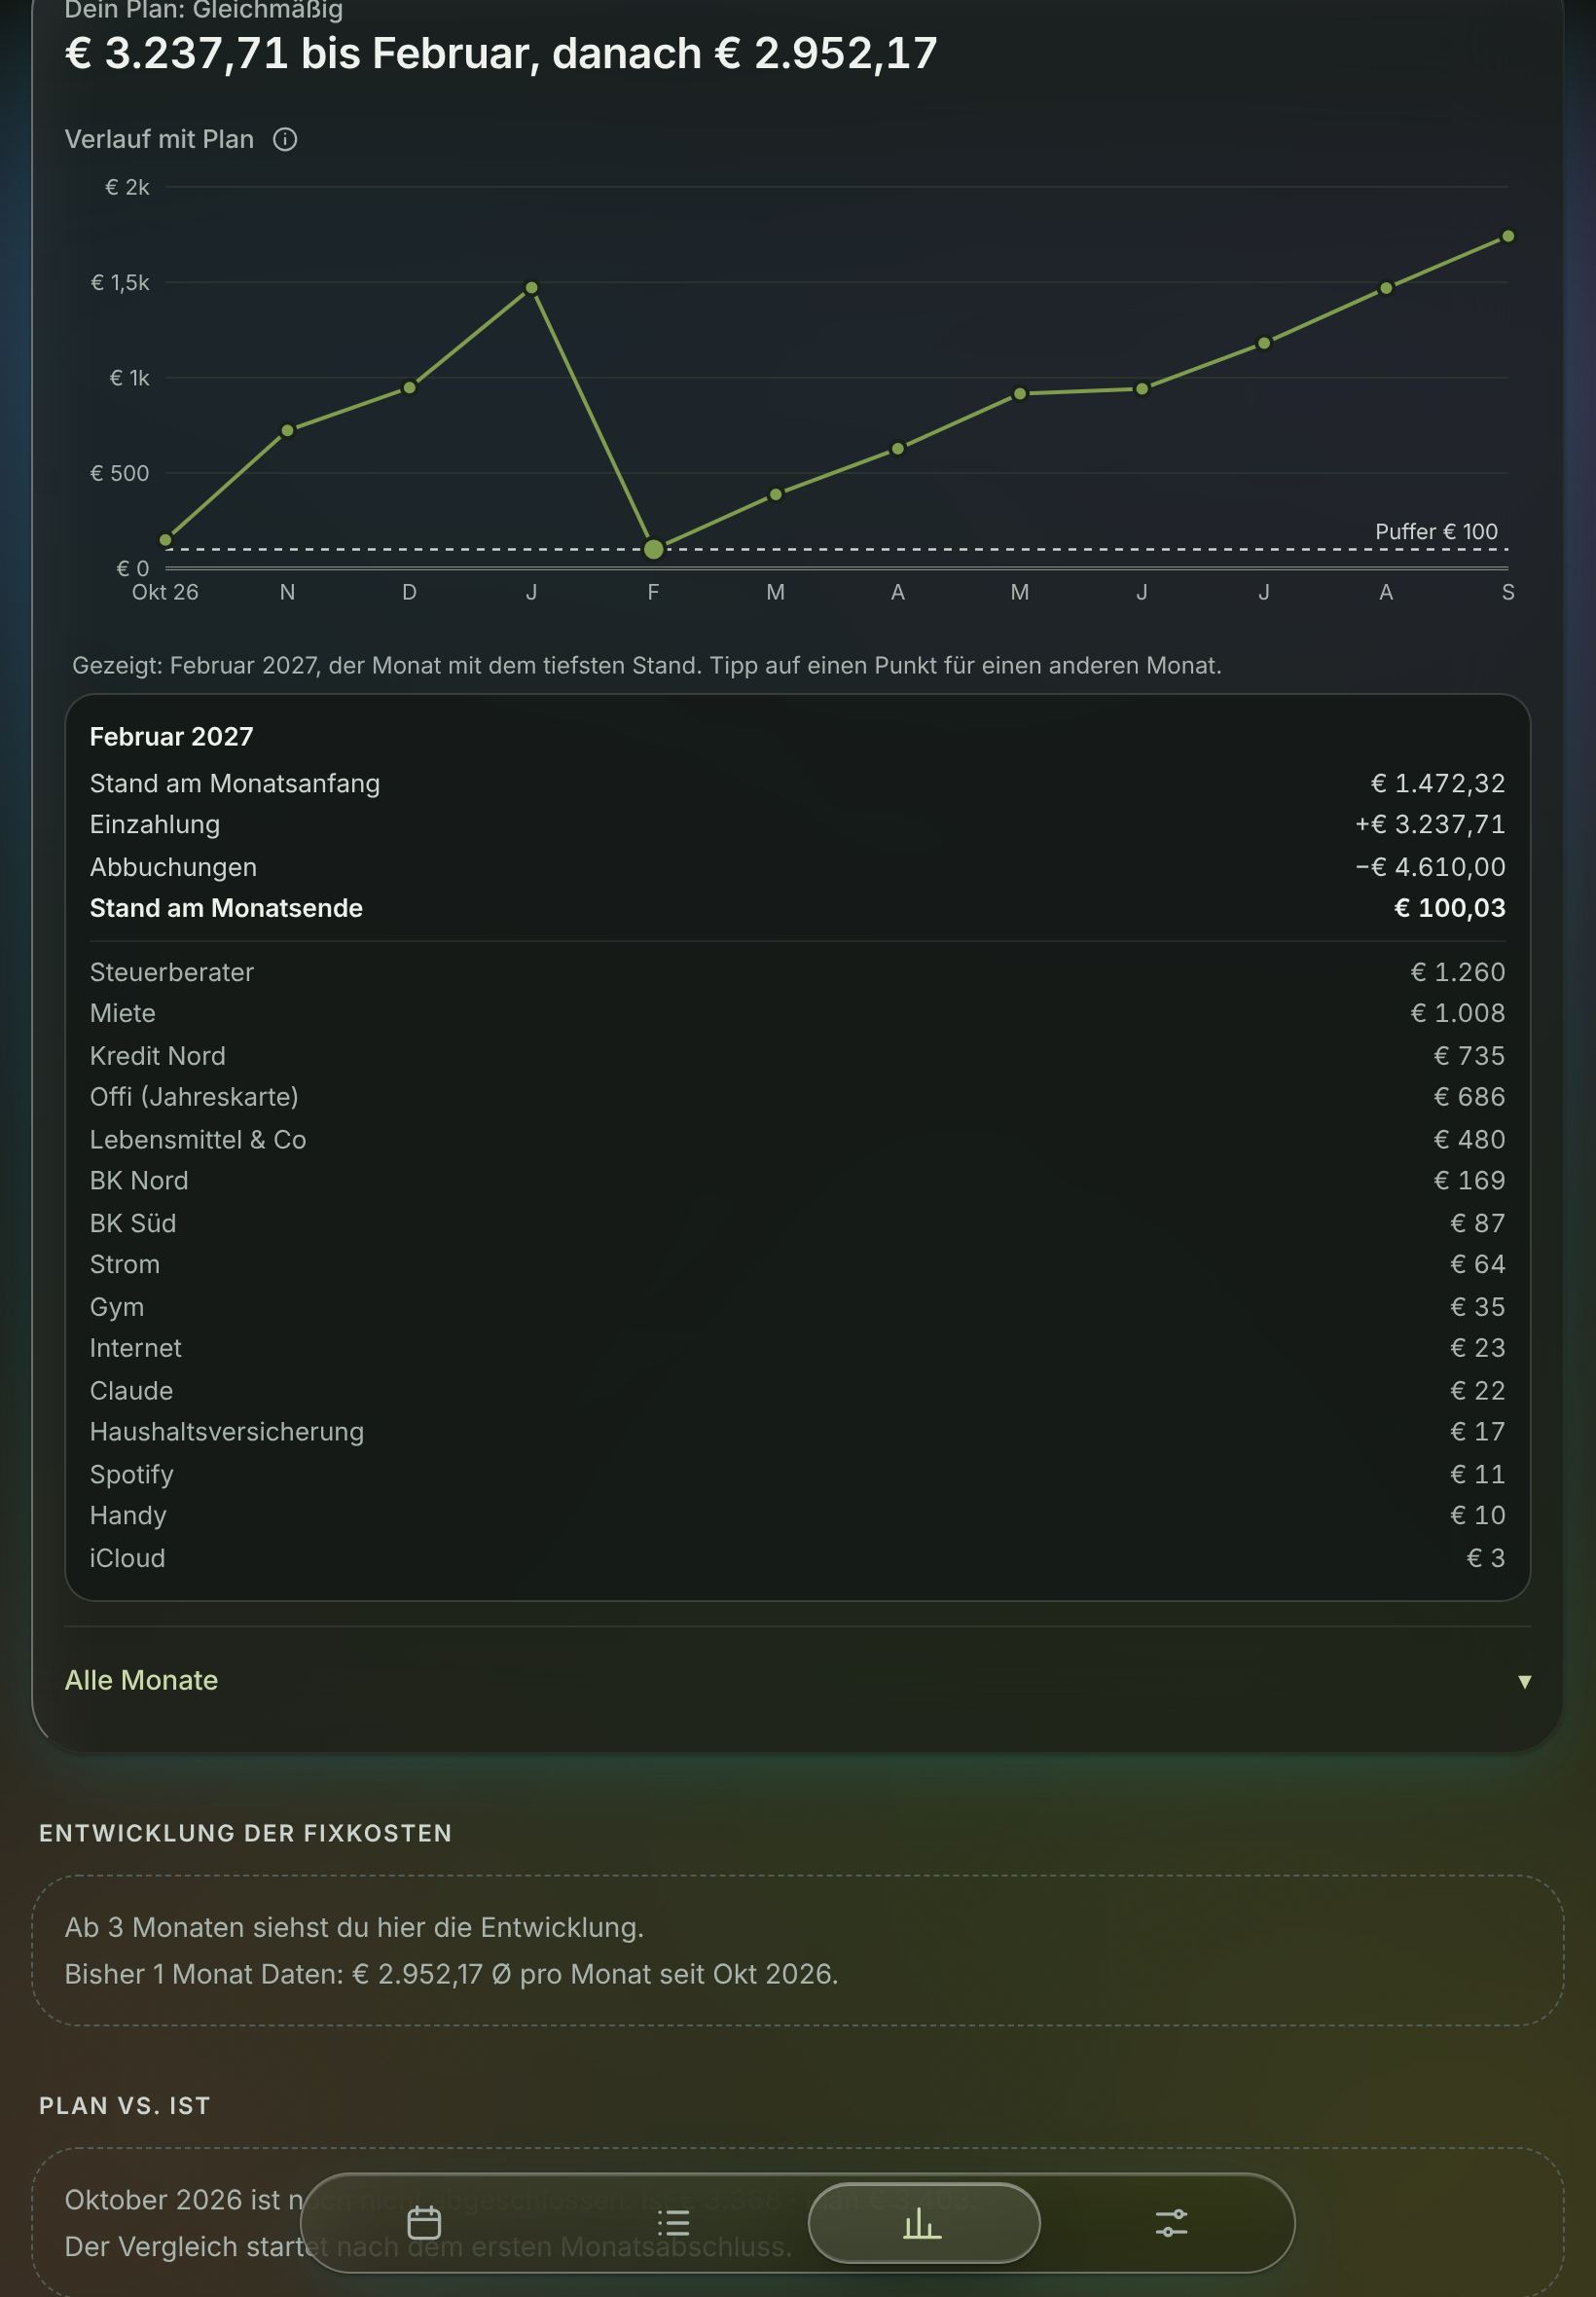 Dein Plan: Gleichmäßig
€ 3.237,71 bis Februar, danach € 2.952,17
Verlauf mit Plan
€ 2k
€ 1,5k
€ 1k
€ 500
Puffer € 100
€ 0
Okt 26 N D J F M A M J J A S
Gezeigt: Februar 2027, der Monat mit dem tiefsten Stand. Tipp auf einen Punkt für einen anderen Monat.
Februar 2027
Stand am Monatsanfang € 1.472,32
Einzahlung +€ 3.237,71
Abbuchungen −€ 4.610,00
Stand am Monatsende € 100,03
Steuerberater € 1.260
Miete € 1.008
Kredit Nord € 735
Offi (Jahreskarte) € 686
Lebensmittel & Co € 480
BK Nord € 169
BK Süd € 87
Strom € 64
Gym € 35
Internet € 23
Claude € 22
Haushaltsversicherung € 17
Spotify € 11
Handy € 10
iCloud € 3
Alle Monate ▼
ENTWICKLUNG DER FIXKOSTEN
Ab 3 Monaten siehst du hier die Entwicklung.
Bisher 1 Monat Daten: € 2.952,17 Ø pro Monat seit Okt 2026.
PLAN VS. IST
Oktober 2026 ist noch nicht abgeschlossen
Der Vergleich startet nach dem ersten Monatsabschluss.